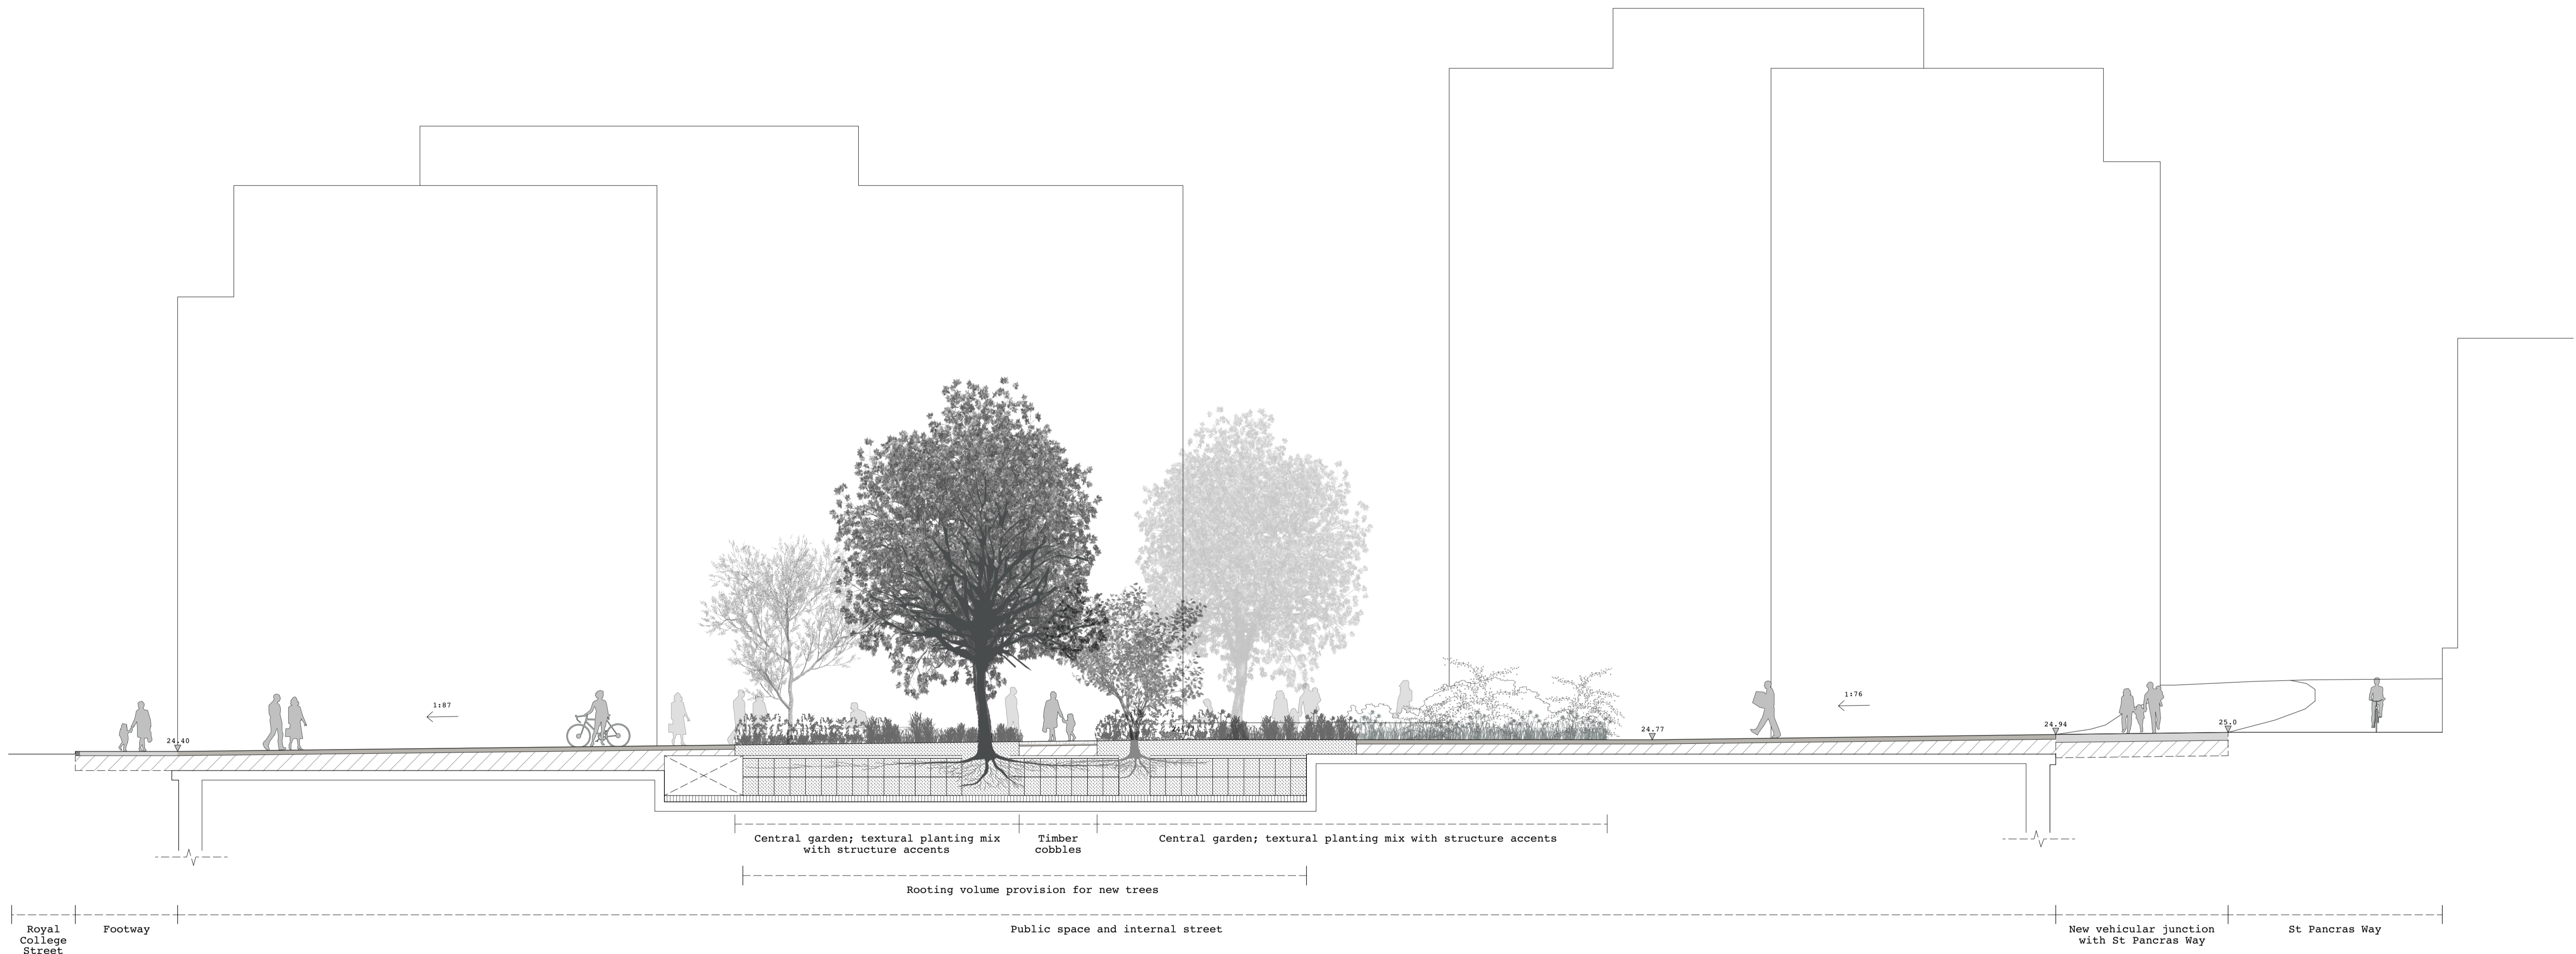 1:87
1:76
24.40
24.77
24.94
25.0
Central garden; textural planting mix
with structure accents
Timber
cobbles
Central garden; textural planting mix with structure accents
Rooting volume provision for new trees
Royal
College
Street
Footway
Public space and internal street
New vehicular junction
with St Pancras Way
St Pancras Way